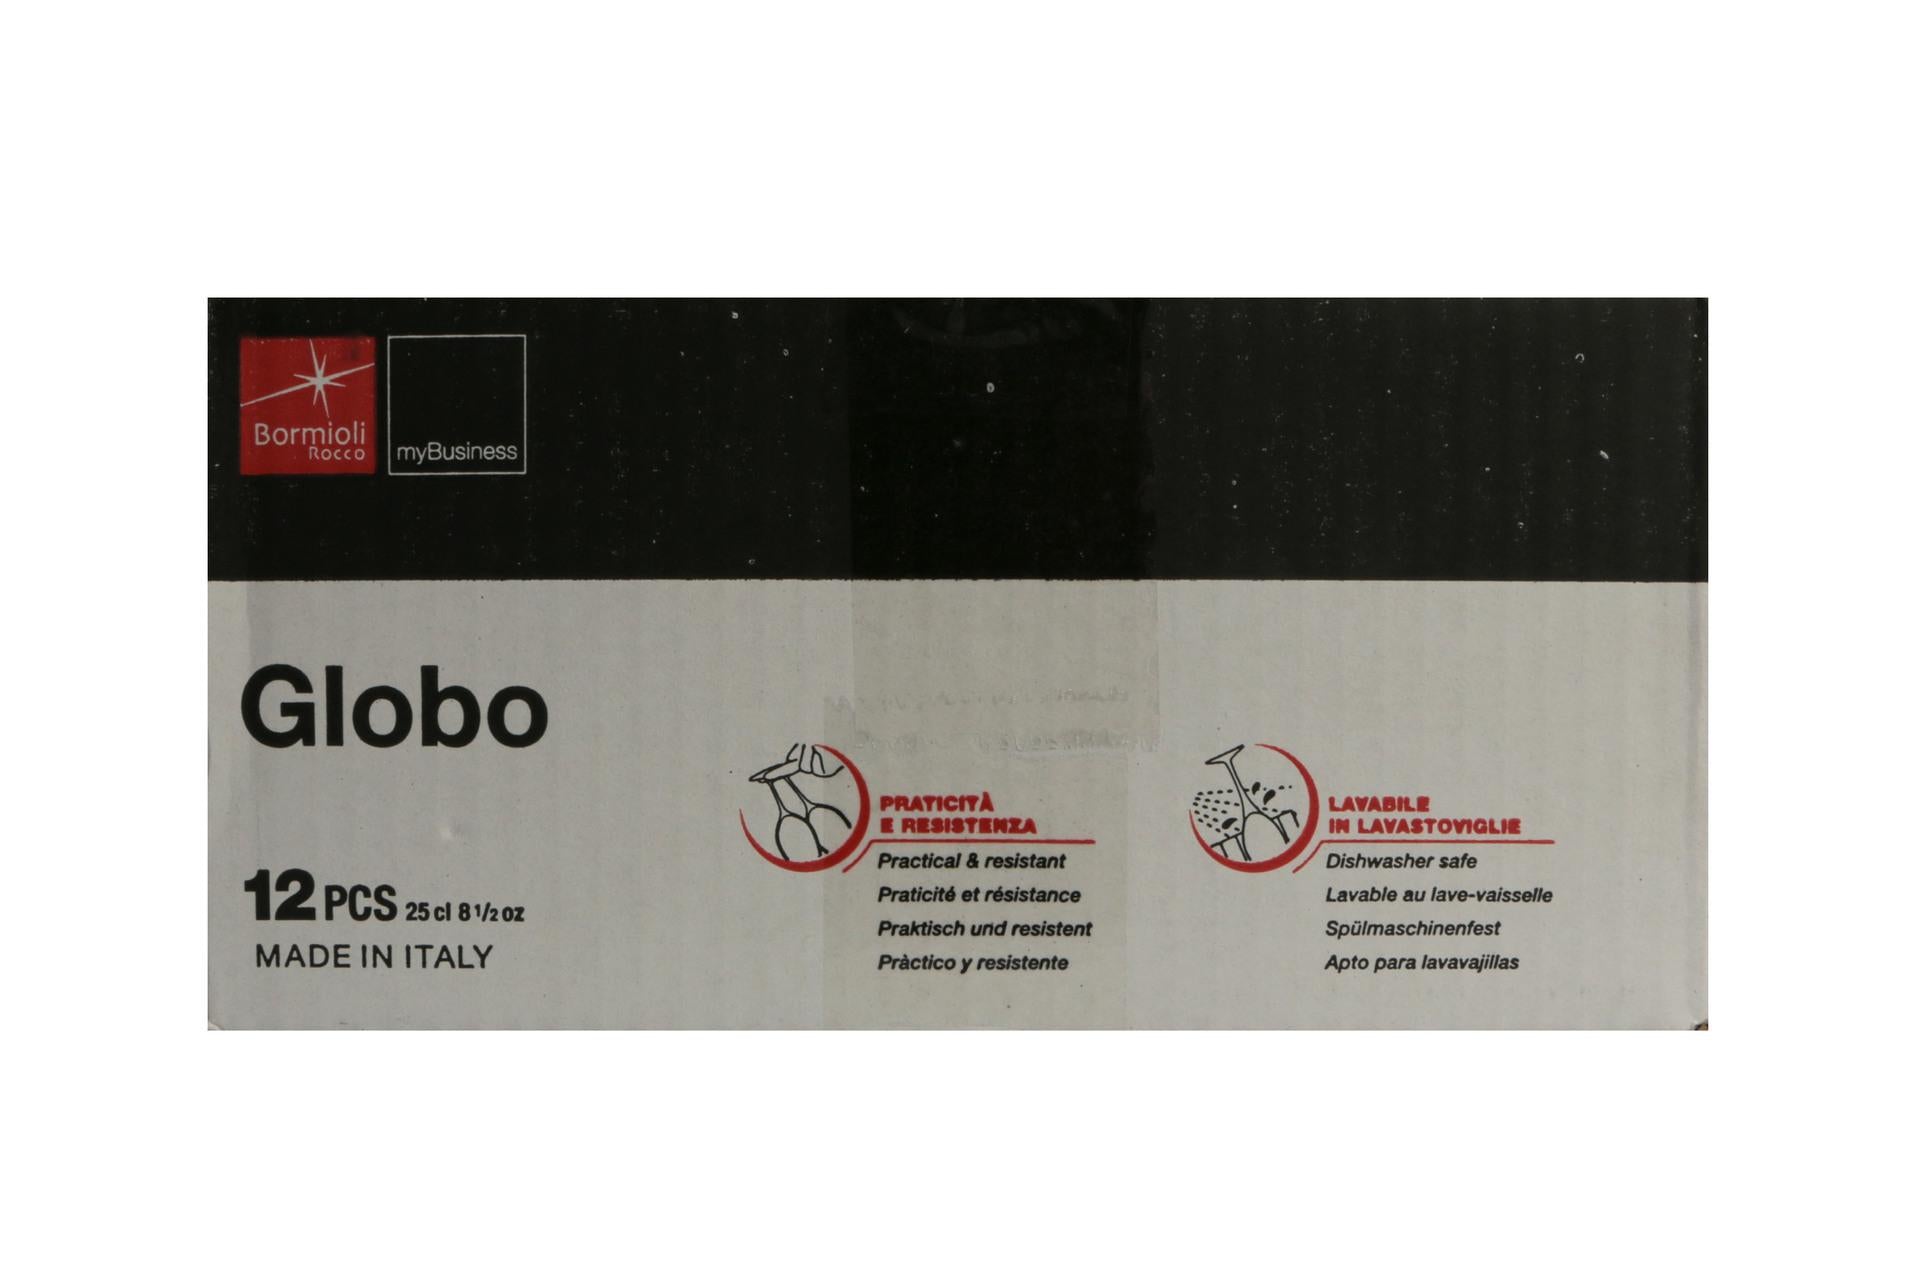 Bormioli
Rocco
myBusiness
Globo
12 PCS 25 cl 8 1/2 oz
MADE IN ITALY
PRATICITÀ
E RESISTENZA
Practical & resistant
Praticité et résistance
Praktisch und resistent
Pràctico y resistente
LAVABILE
IN LAVASTOVIGLIE
Dishwasher safe
Lavable au lave-vaisselle
Spülmaschinenfest
Apto para lavavajillas